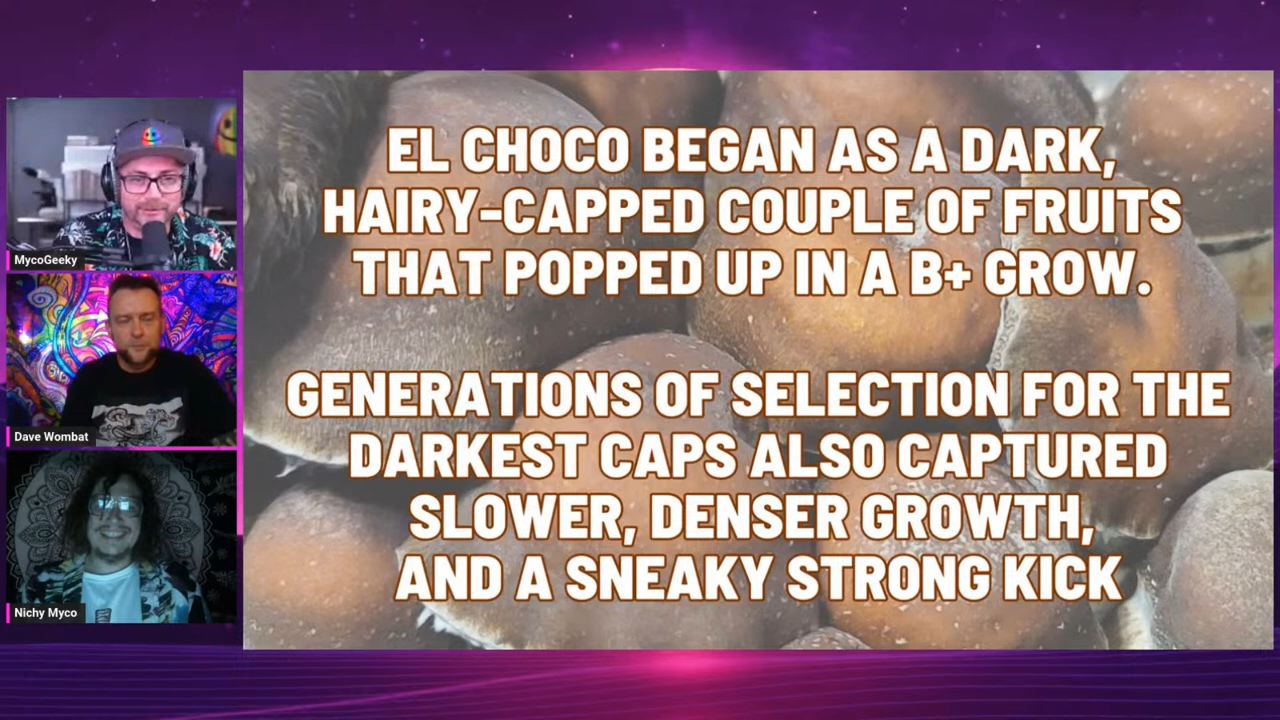 MycoGeeky
Dave Wombat
Nichy Myco
EL CHOCO BEGAN AS A DARK,
HAIRY-CAPPED COUPLE OF FRUITS
THAT POPPED UP IN A B+ GROW.
GENERATIONS OF SELECTION FOR THE
DARKEST CAPS ALSO CAPTURED
SLOWER, DENSER GROWTH,
AND A SNEAKY STRONG KICK